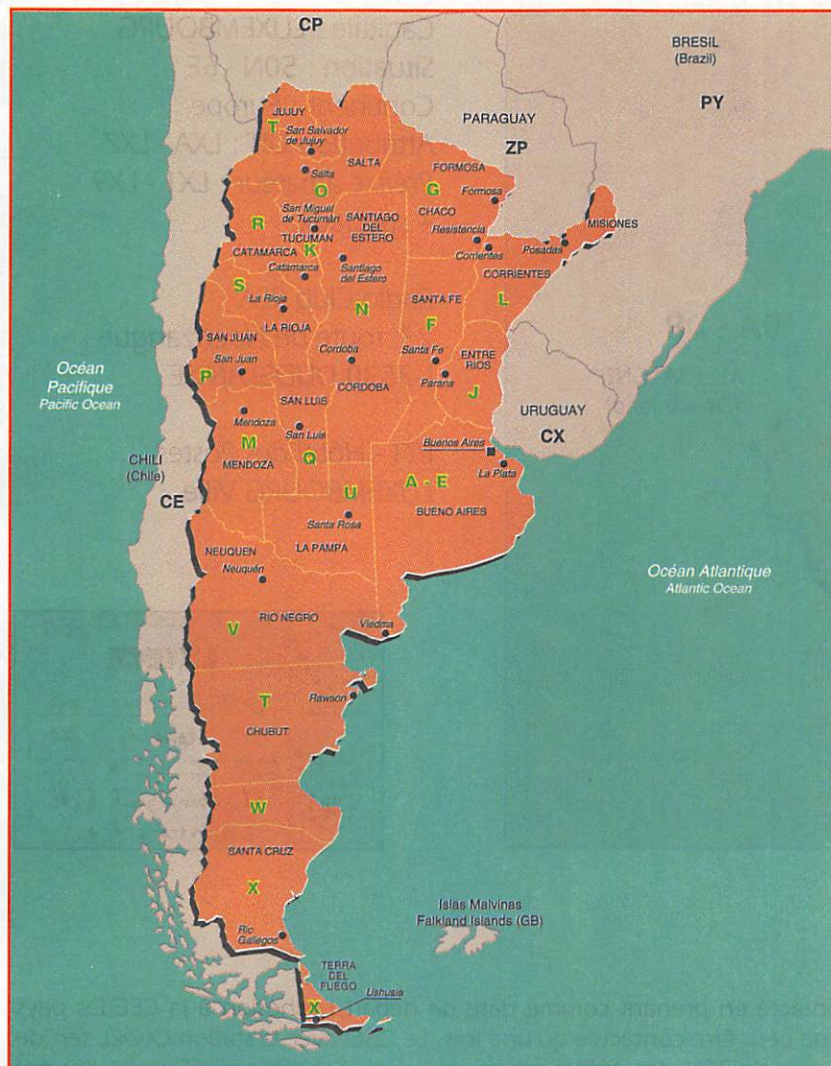 CP
BRESIL
(Brazil)
PY
PARAGUAY
ZP
JUJUY
T
San Salvador
de Jujuy
SALTA
Salta
O
FORMOSA
G
Formosa
CHACO
R
San Miguel
de Tucumán
TUCUMAN
SANTIAGO
DEL
ESTERO
Resistencia
MISIONES
Posadas
CATAMARCA
K
Catamarca
Santiago
del Estero
Corrientes
CORRIENTES
S
La Rioja
LA RIOJA
N
SANTA FE
F
L
SAN JUAN
San Juan
P
Cordoba
CORDOBA
Santa Fe
Parana
ENTRE
RIOS
J
Océan
Pacifique
Pacific Ocean
SAN LUIS
San Luis
Mendoza
M
MENDOZA
Q
URUGUAY
CX
Buenos Aires
La Plata
CHILI
(Chile)
CE
U
A - E
BUENO AIRES
Santa Rosa
LA PAMPA
NEUQUEN
Neuquén
Océan Atlantique
Atlantic Ocean
V
RIO NEGRO
Viedma
T
Rawson
CHUBUT
W
SANTA CRUZ
X
Islas Malvinas
Falkland Islands (GB)
Rio
Gallegos
TERRA
DEL
FUEGO
X
Ushusia